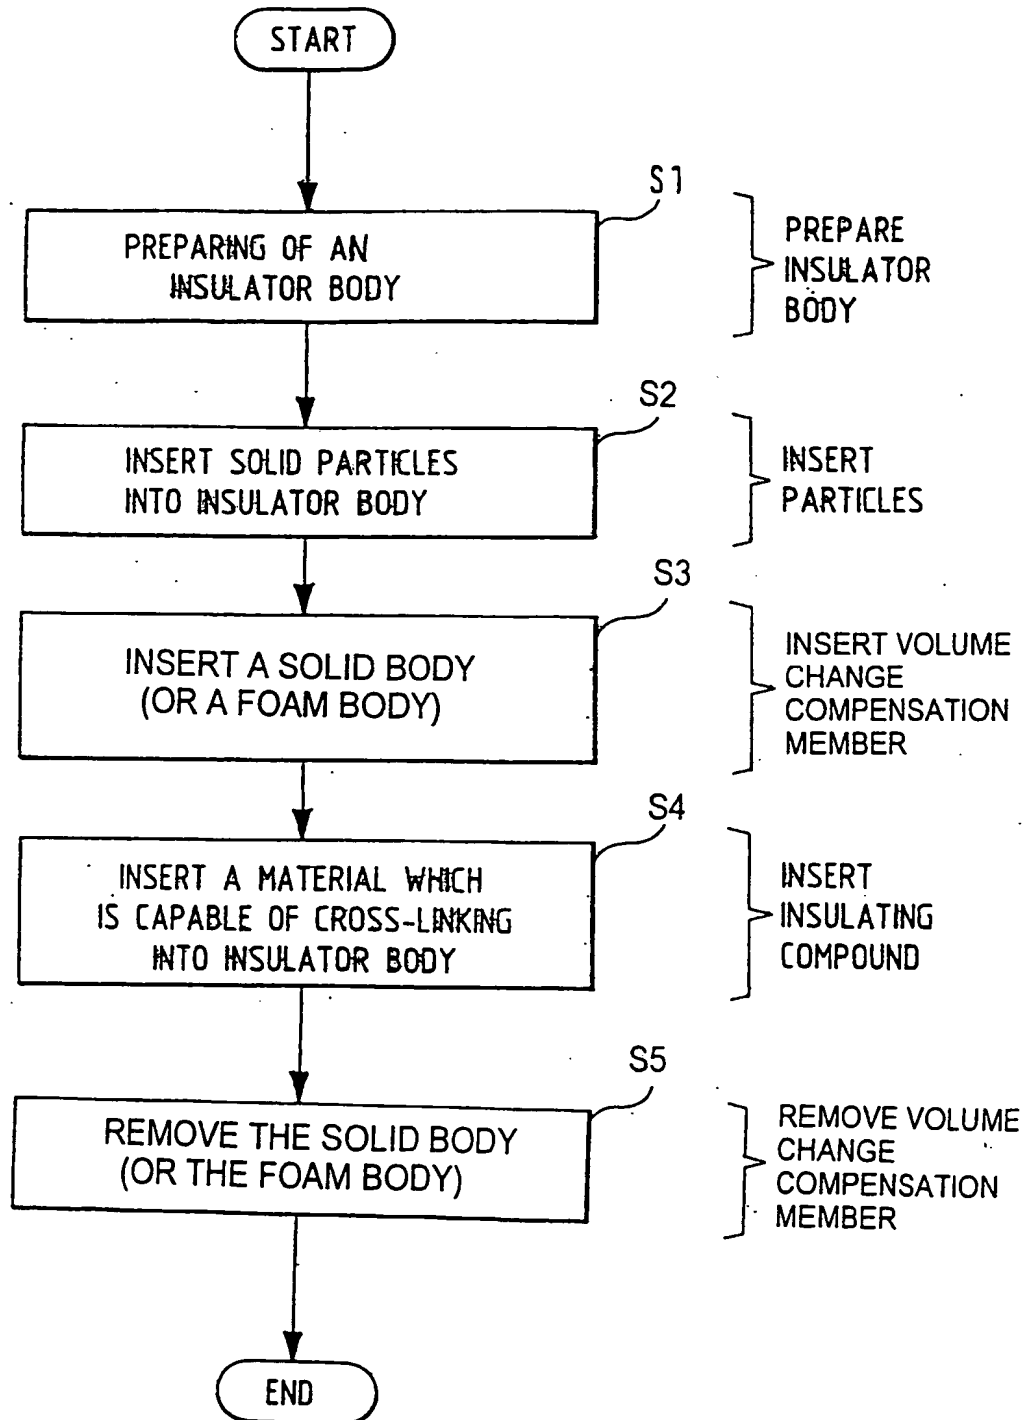 START
S1
PREPARING OF AN
INSULATOR BODY
PREPARE
INSULATOR
BODY
S2
INSERT SOLID PARTICLES
INTO INSULATOR BODY
INSERT
PARTICLES
S3
INSERT A SOLID BODY
(OR A FOAM BODY)
INSERT VOLUME
CHANGE
COMPENSATION
MEMBER
S4
INSERT A MATERIAL WHICH
IS CAPABLE OF CROSS-LINKING
INTO INSULATOR BODY
INSERT
INSULATING
COMPOUND
S5
REMOVE THE SOLID BODY
(OR THE FOAM BODY)
REMOVE VOLUME
CHANGE
COMPENSATION
MEMBER
END